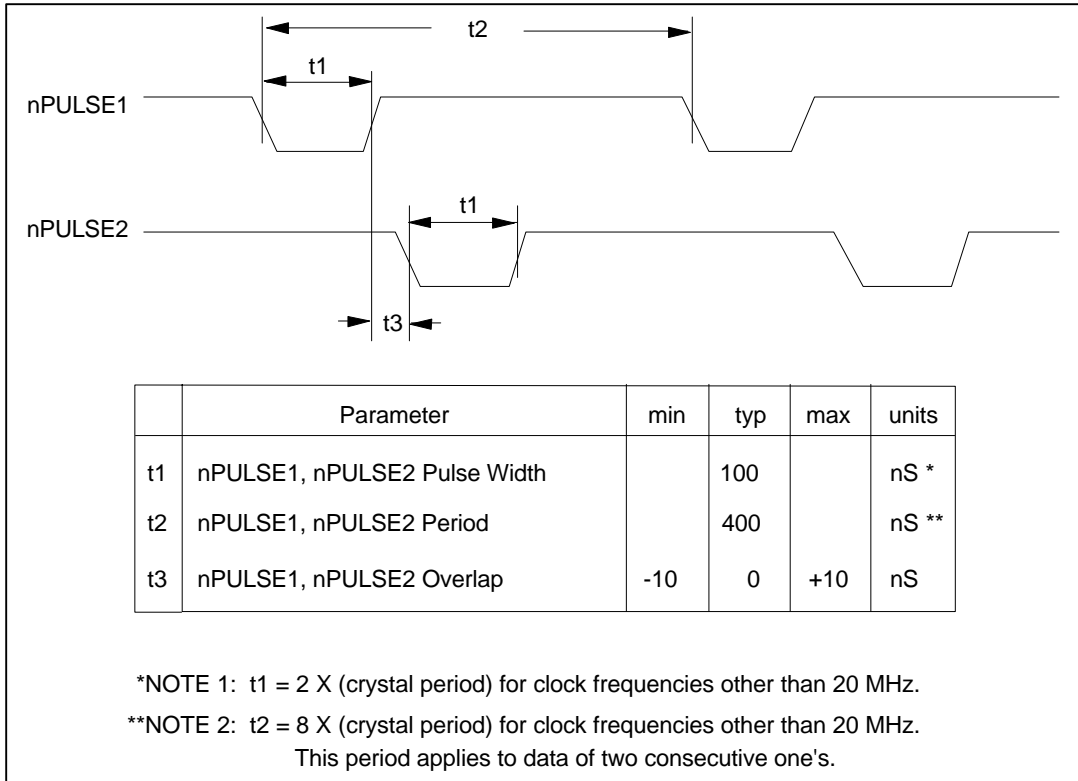 t2
t1
nPULSE1
t1
nPULSE2
t3
Parameter min typ max units
t1 nPULSE1, nPULSE2 Pulse Width 100 nS *
t2 nPULSE1, nPULSE2 Period 400 nS **
t3 nPULSE1, nPULSE2 Overlap -10 0 +10 nS
*NOTE 1: t1 = 2 X (crystal period) for clock frequencies other than 20 MHz.
**NOTE 2: t2 = 8 X (crystal period) for clock frequencies other than 20 MHz.
This period applies to data of two consecutive one's.